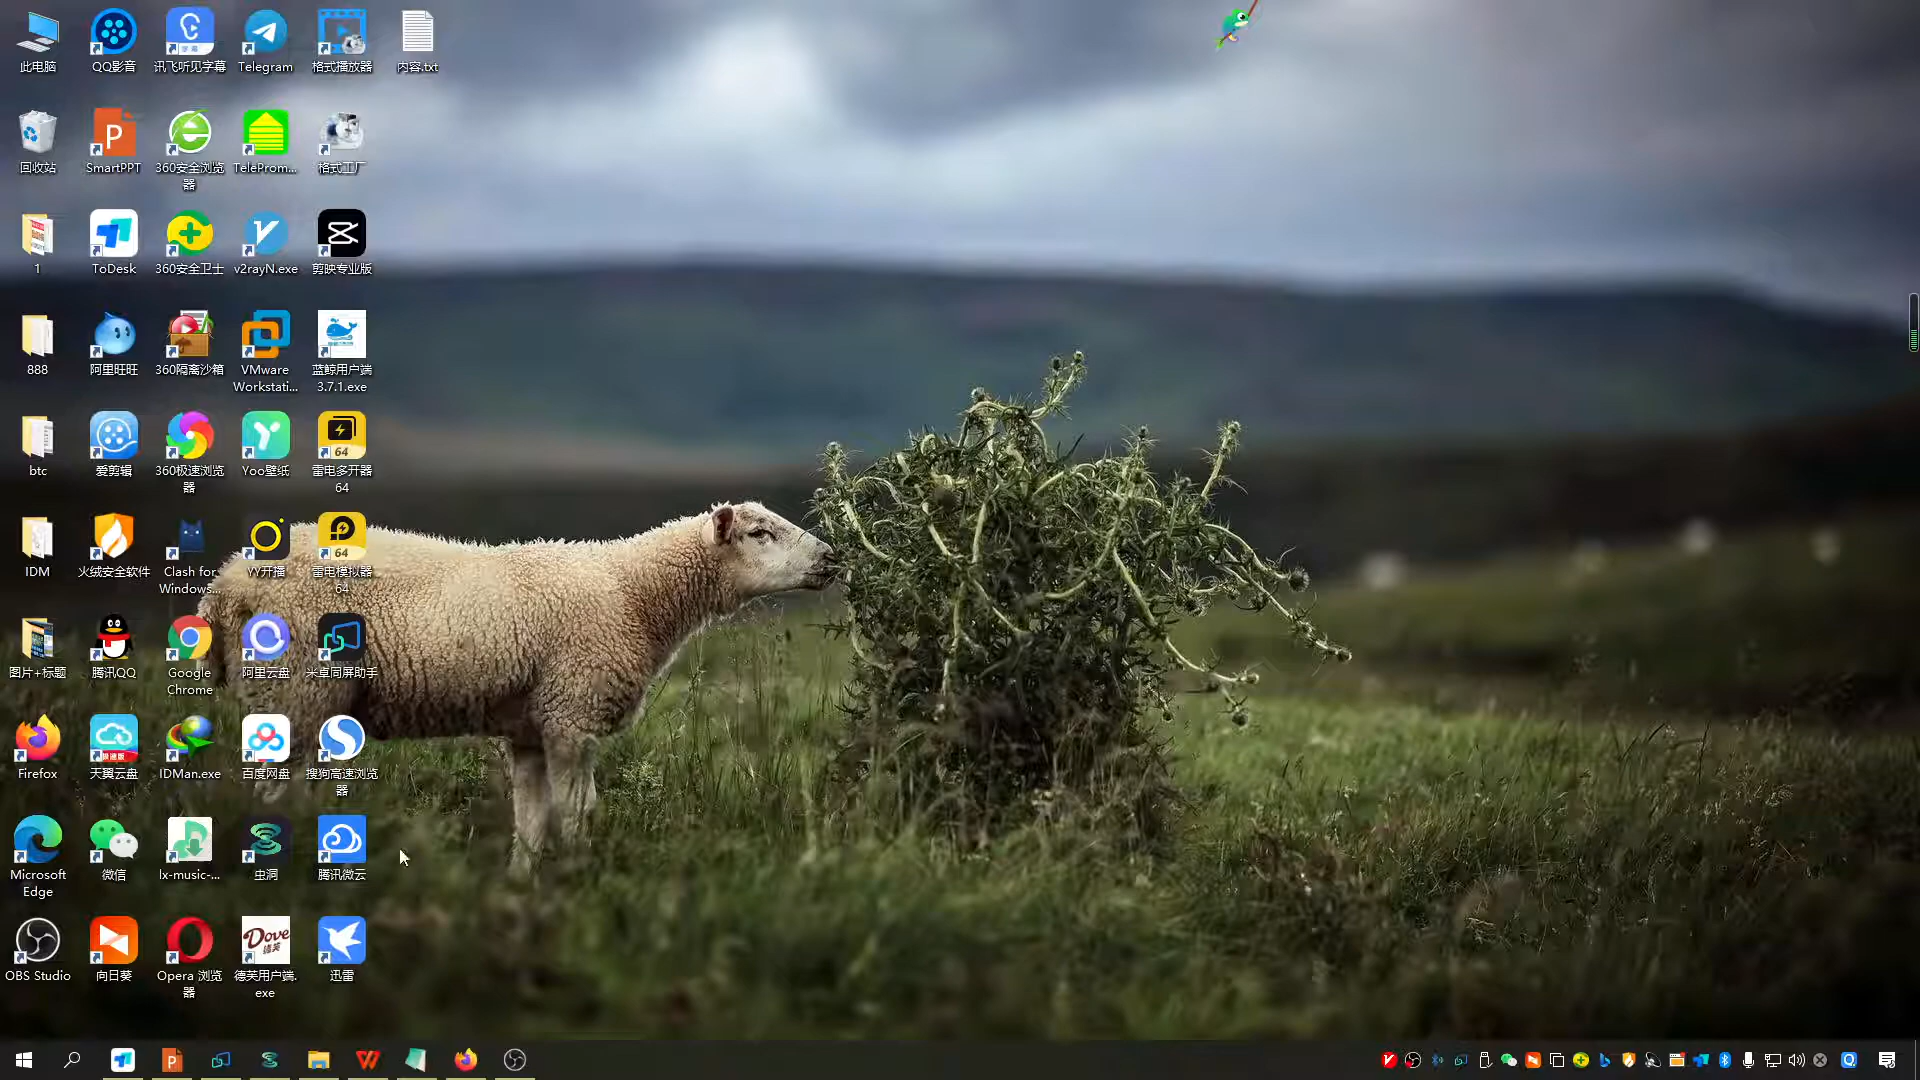 此电脑
QQ影音
讯飞听见字幕
Telegram
格式播放器
内容.txt
回收站
SmartPPT
360安全浏览
器
TeleProm...
格式工厂
1
ToDesk
360安全卫士
v2rayN.exe
剪映专业版
888
阿里旺旺
360隔离沙箱
VMware
Workstati...
蓝鲸用户端
3.7.1.exe
btc
爱剪辑
360极速浏览
器
Yoo壁纸
64
雷电多开器
64
IDM
火绒安全软件
Clash for
Windows...
YY开播
64
雷电模拟器
64
图片+标题
腾讯QQ
Google
Chrome
阿里云盘
米卓同屏助手
Firefox
极速版
天翼云盘
IDMan.exe
百度网盘
搜狗高速浏览
器
Microsoft
Edge
微信
lx-music-...
虫洞
腾讯微云
OBS Studio
向日葵
Opera 浏览
器
Dove
德芙
德芙用户端.
exe
迅雷